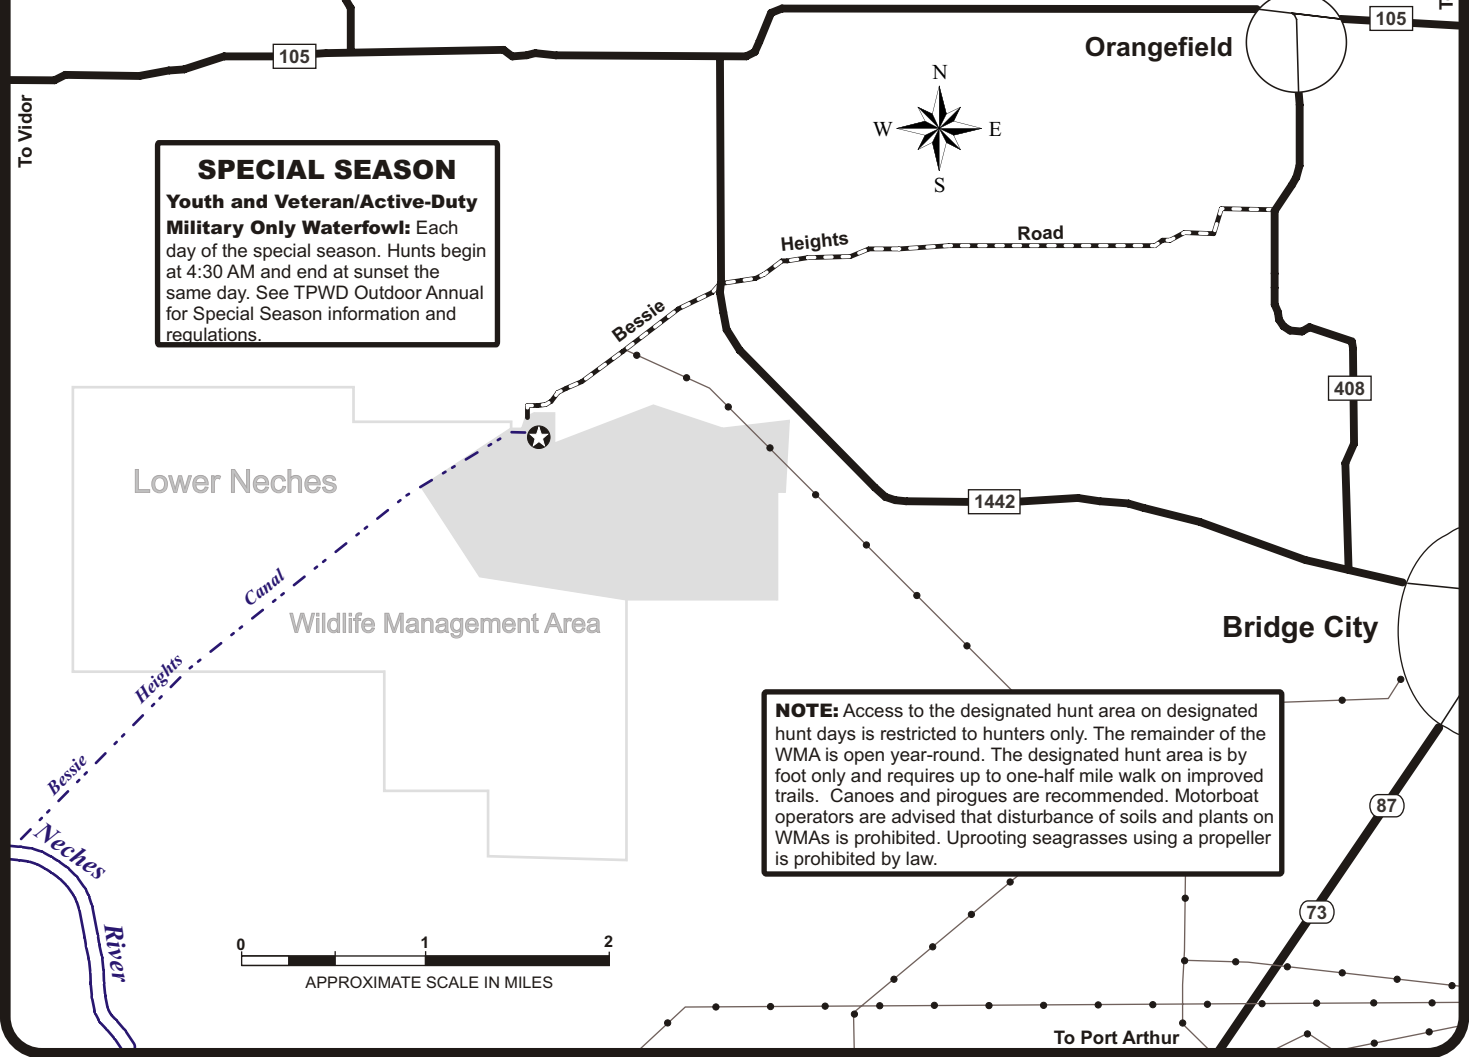 T
105
105
Orangefield
To Vidor
N
W
E
S
SPECIAL SEASON
Youth and Veteran/Active-Duty
Military Only Waterfowl: Each
day of the special season. Hunts begin
at 4:30 AM and end at sunset the
same day. See TPWD Outdoor Annual
for Special Season information and
regulations.
Bessie
Heights
Road
408
Lower Neches
1442
Canal
Wildlife Management Area
Bridge City
Heights
Bessie
NOTE: Access to the designated hunt area on designated
hunt days is restricted to hunters only. The remainder of the
WMA is open year-round. The designated hunt area is by
foot only and requires up to one-half mile walk on improved
trails.  Canoes and pirogues are recommended. Motorboat
operators are advised that disturbance of soils and plants on
WMAs is prohibited. Uprooting seagrasses using a propeller
is prohibited by law.
87
Neches
River
73
0 1 2
APPROXIMATE SCALE IN MILES
To Port Arthur